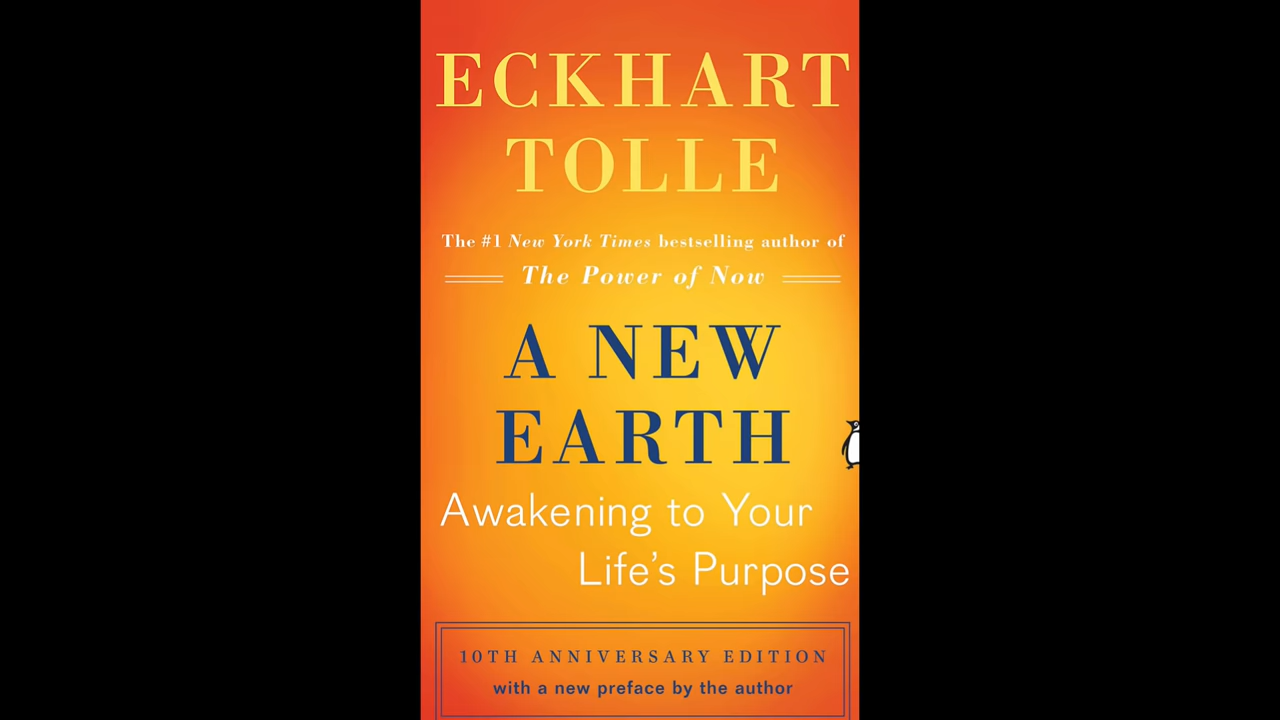 ECKHART
TOLLE
The #1 New York Times bestselling author of
The Power of Now
A NEW
EARTH
Awakening to Your
Life's Purpose
10TH ANNIVERSARY EDITION
with a new preface by the author